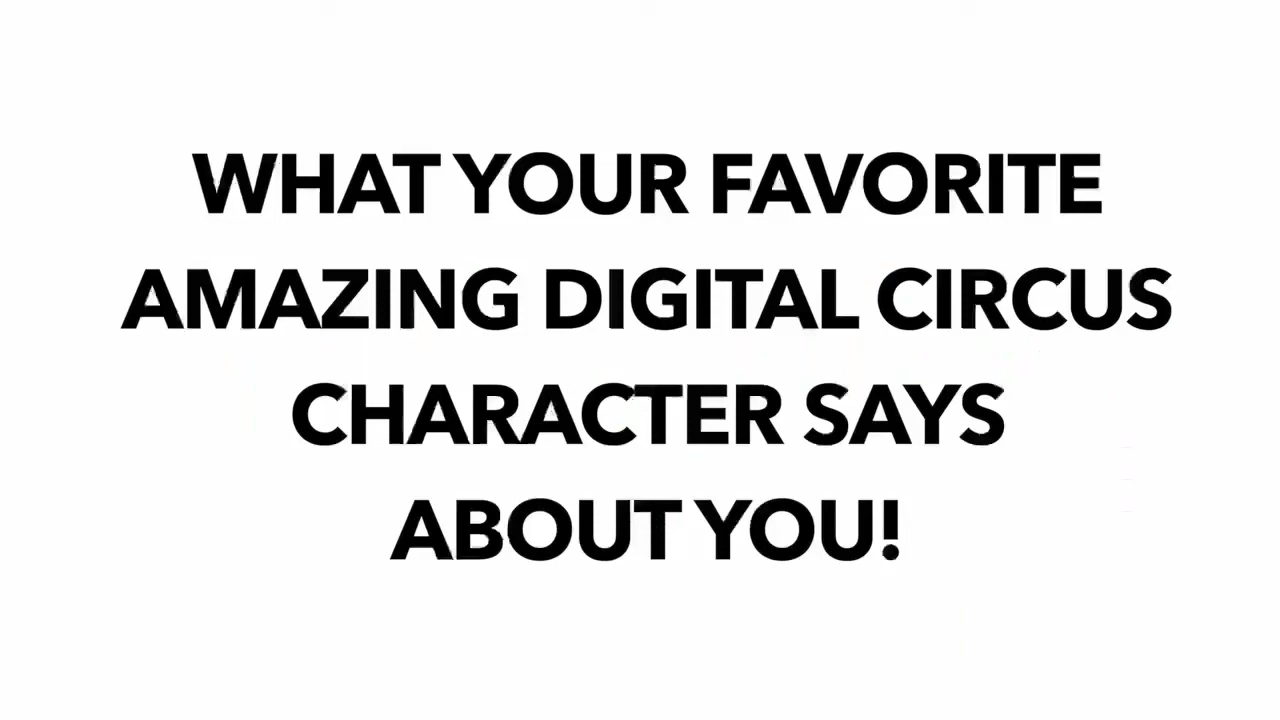 WHAT YOUR FAVORITE
AMAZING DIGITAL CIRCUS
CHARACTER SAYS
ABOUT YOU!